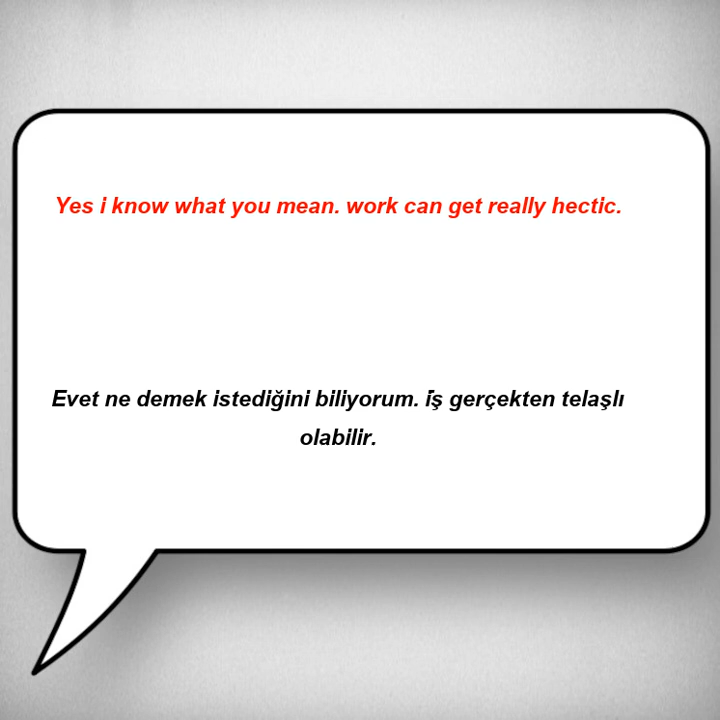 Yes i know what you mean. work can get really hectic.
Evet ne demek istediğini biliyorum. i̇ş gerçekten telaşlı
olabilir.